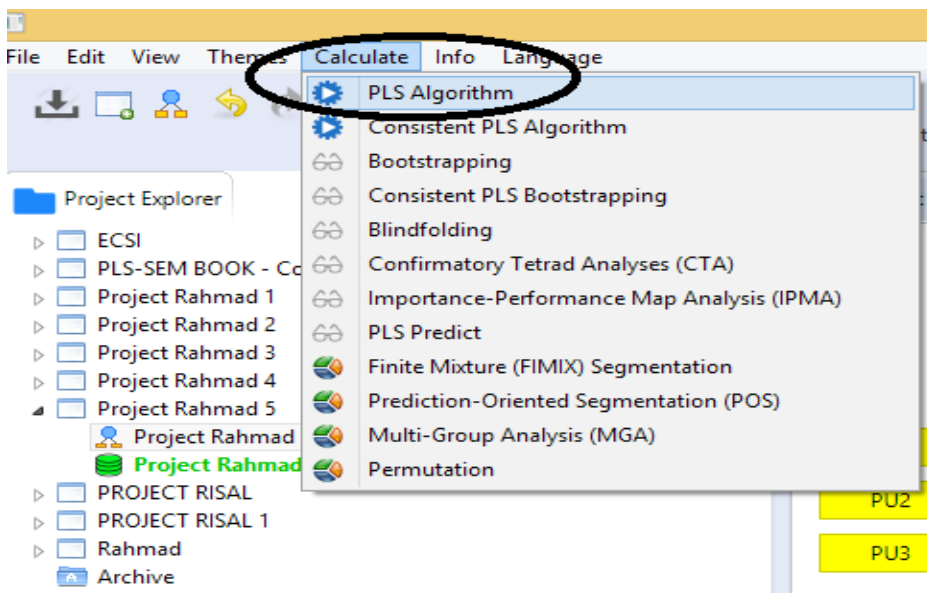 File Edit View Themes Calculate Info Language
PLS Algorithm
Consistent PLS Algorithm
Bootstrapping
Consistent PLS Bootstrapping
Blindfolding
Confirmatory Tetrad Analyses (CTA)
Importance-Performance Map Analysis (IPMA)
PLS Predict
Finite Mixture (FIMIX) Segmentation
Prediction-Oriented Segmentation (POS)
Multi-Group Analysis (MGA)
Permutation
Project Explorer
ECSI
PLS-SEM BOOK - Co
Project Rahmad 1
Project Rahmad 2
Project Rahmad 3
Project Rahmad 4
Project Rahmad 5
Project Rahmad
Project Rahmad
PROJECT RISAL
PROJECT RISAL 1
Rahmad
Archive
PU2
PU3